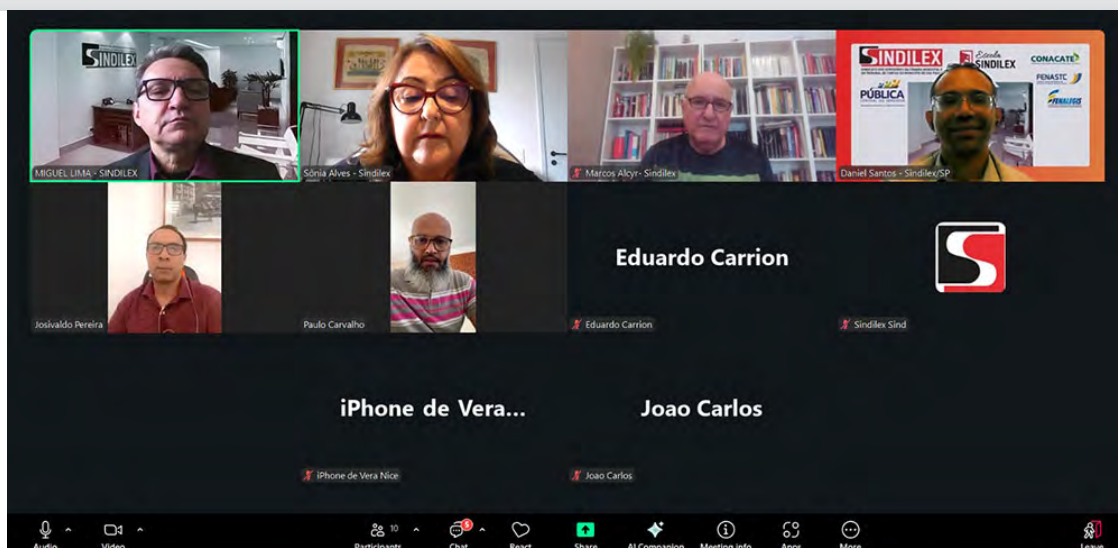 SINDILEX
MIGUEL LIMA - SINDILEX
Sônia Alves - Sindilex
Marcos Alcyr- Sindilex
SINDILEX
Escola
SINDILEX
CONACATE
PÚBLICA
FENASTC
FENALEGIS
Daniel Santos - Sindilex/SP
Josivaldo Pereira
Paulo Carvalho
Eduardo Carrion
Eduardo Carrion
S
Sindilex Sind
iPhone de Vera...
iPhone de Vera Nice
Joao Carlos
Joao Carlos
Audio
Video
10
Participants
5
Chat
React
Share
AI Companion
Meeting info
Apps
More
Leave